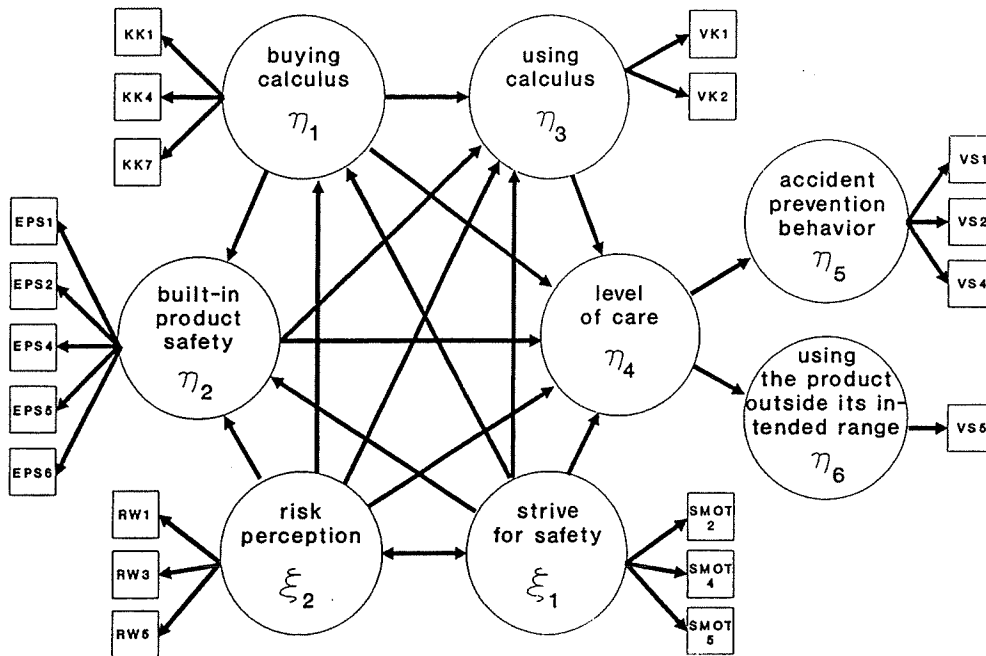 KK1
KK4
KK7
buying
calculus
η1
using
calculus
η3
VK1
VK2
accident
prevention
behavior
η5
VS1
VS2
VS4
EPS1
EPS2
EPS4
EPS5
EPS6
built-in
product
safety
η2
level
of care
η4
using
the product
outside its in-
tended range
η6
VS5
RW1
RW3
RW5
risk
perception
ξ2
strive
for safety
ξ1
SMOT
2
SMOT
4
SMOT
5